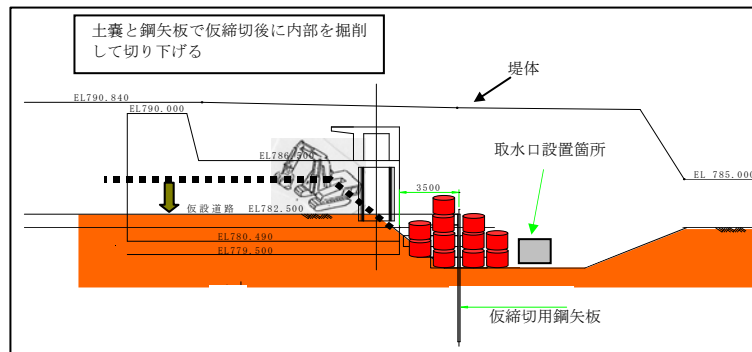 土嚢と鋼矢板で仮締切後に内部を掘削
して切り下げる
堤体
EL790.840
EL790.000
EL786.500
取水口設置箇所
3500
EL 785.000
仮設道路
EL782.500
EL780.490
EL779.500
仮締切用鋼矢板